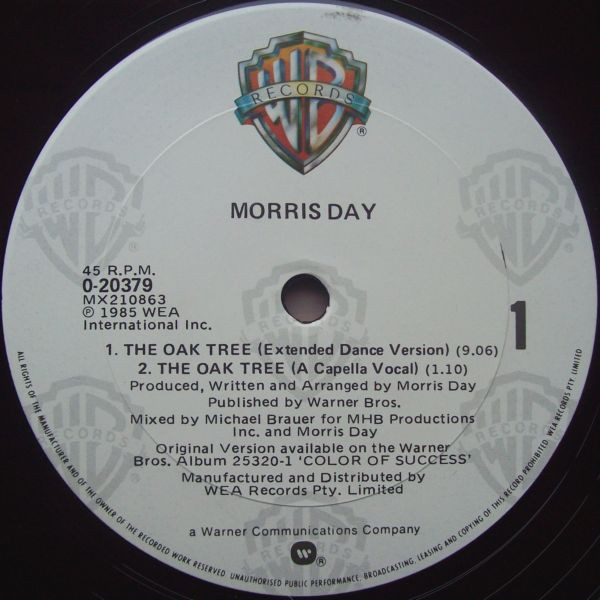 WB
RECORDS
®
MORRIS DAY
45 R.P.M.
0-20379
MX210863
℗ 1985 WEA
International Inc.
1
1. THE OAK TREE (Extended Dance Version) (9.06)
2. THE OAK TREE (A Capella Vocal) (1.10)
Produced, Written and Arranged by Morris Day
Published by Warner Bros.
Mixed by Michael Brauer for MHB Productions
Inc. and Morris Day
Original Version available on the Warner
Bros. Album 25320-1 'COLOR OF SUCCESS'
Manufactured and Distributed by
WEA Records Pty. Limited
a Warner Communications Company
®
ALL RIGHTS OF THE MANUFACTURER AND OF THE OWNER OF THE RECORDED WORK RESERVED. UNAUTHORISED PUBLIC PERFORMANCE, BROADCASTING, LEASING AND COPYING OF THIS RECORD PROHIBITED. WEA RECORDS PTY LIMITED